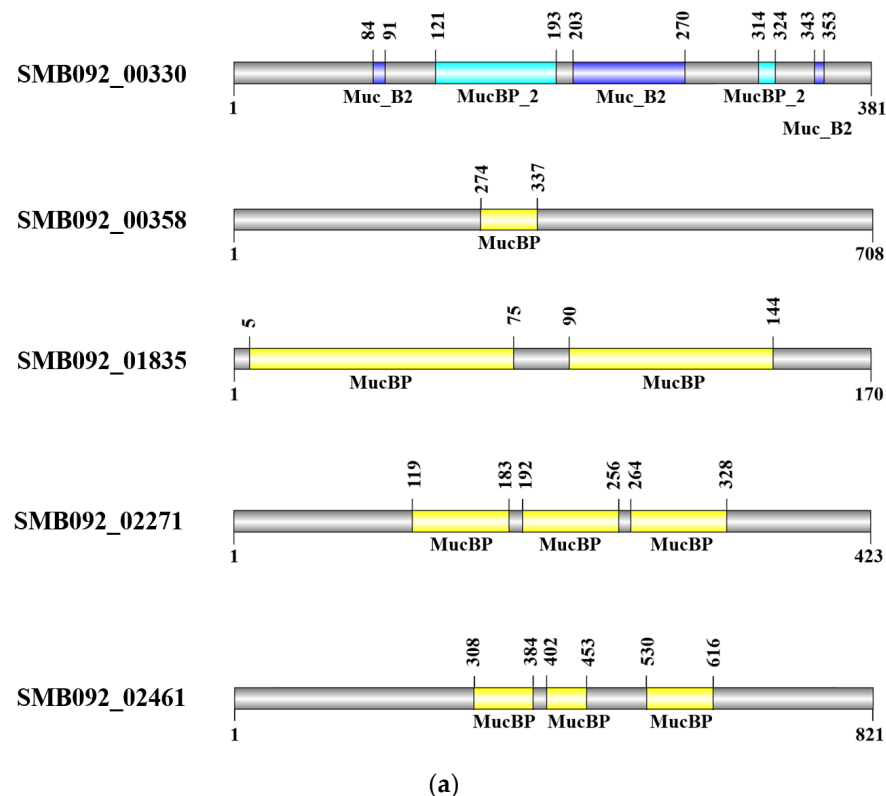 84 91 121 193 203 270 314 324 343 353
SMB092_00330
Muc_B2 MucBP_2 Muc_B2 MucBP_2
1 381
Muc_B2
274 337
SMB092_00358
MucBP
1 708
5 75 90 144
SMB092_01835
MucBP MucBP
1 170
119 183 192 256 264 328
SMB092_02271
MucBP MucBP MucBP
1 423
308 384 402 453 530 616
SMB092_02461
MucBP MucBP MucBP
1 821
(a)